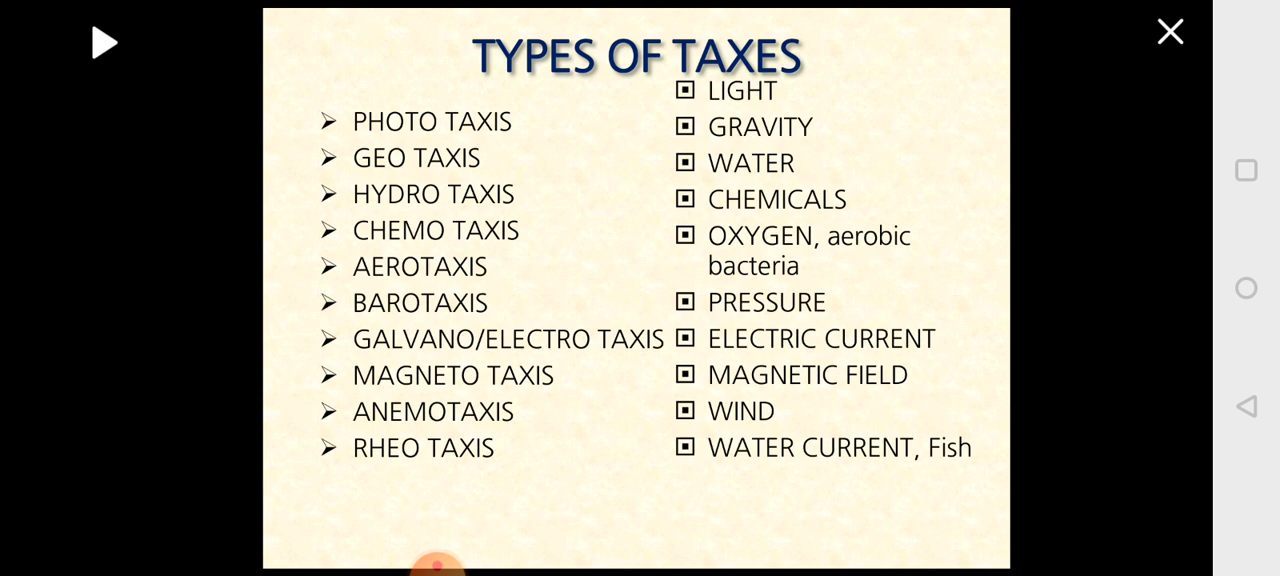 TYPES OF TAXES
PHOTO TAXIS
GEO TAXIS
HYDRO TAXIS
CHEMO TAXIS
AEROTAXIS
BAROTAXIS
GALVANO/ELECTRO TAXIS
MAGNETO TAXIS
ANEMOTAXIS
RHEO TAXIS
LIGHT
GRAVITY
WATER
CHEMICALS
OXYGEN, aerobic
bacteria
PRESSURE
ELECTRIC CURRENT
MAGNETIC FIELD
WIND
WATER CURRENT, Fish